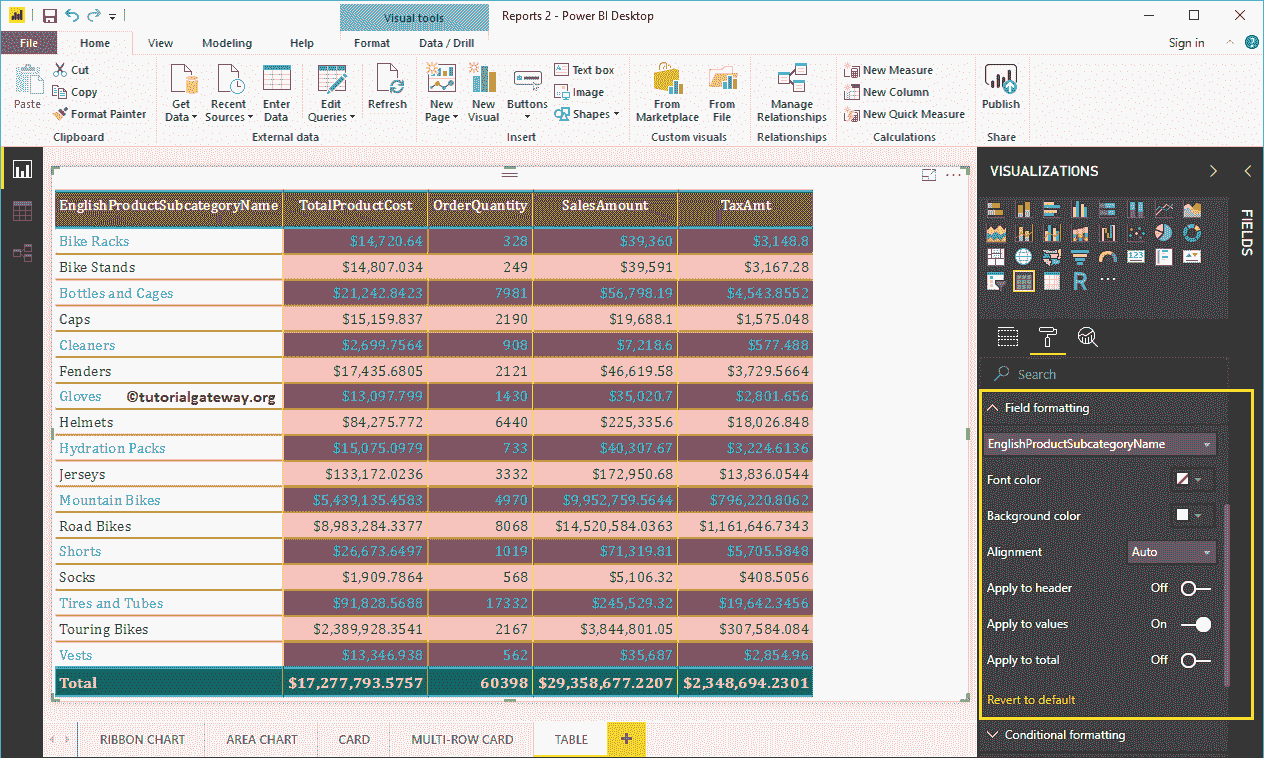 Visual tools
Reports 2 - Power BI Desktop
File Home View Modeling Help Format Data / Drill Sign in
Paste
Cut
Copy
Format Painter
Clipboard
Get Data
Recent Sources
Enter Data
Edit Queries
External data
Refresh
New Page
New Visual
Buttons
Text box
Image
Shapes
Insert
From Marketplace
From File
Custom visuals
Manage Relationships
Relationships
New Measure
New Column
New Quick Measure
Calculations
Publish
Share
EnglishProductSubcategoryName TotalProductCost OrderQuantity SalesAmount TaxAmt
Bike Racks $14,720.64 328 $39,360 $3,148.8
Bike Stands $14,807.034 249 $39,591 $3,167.28
Bottles and Cages $21,242.8423 7981 $56,798.19 $4,543.8552
Caps $15,159.837 2190 $19,688.1 $1,575.048
Cleaners $2,699.7564 908 $7,218.6 $577.488
Fenders $17,435.6805 2121 $46,619.58 $3,729.5664
Gloves ©tutorialgateway.org $13,097.799 1430 $35,020.7 $2,801.656
Helmets $84,275.772 6440 $225,335.6 $18,026.848
Hydration Packs $15,075.0979 733 $40,307.67 $3,224.6136
Jerseys $133,172.0236 3332 $172,950.68 $13,836.0544
Mountain Bikes $5,439,135.4583 4970 $9,952,759.5644 $796,220.8062
Road Bikes $8,983,284.3377 8068 $14,520,584.0363 $1,161,646.7343
Shorts $26,673.6497 1019 $71,319.81 $5,705.5848
Socks $1,909.7864 568 $5,106.32 $408.5056
Tires and Tubes $91,828.5688 17332 $245,529.32 $19,642.3456
Touring Bikes $2,389,928.3541 2167 $3,844,801.05 $307,584.084
Vests $13,346.938 562 $35,687 $2,854.96
Total $17,277,793.5757 60398 $29,358,677.2207 $2,348,694.2301
RIBBON CHART AREA CHART CARD MULTI-ROW CARD TABLE +
VISUALIZATIONS
FIELDS
123
R
Search
Field formatting
EnglishProductSubcategoryName
Font color
Background color
Alignment Auto
Apply to header Off
Apply to values On
Apply to total Off
Revert to default
Conditional formatting